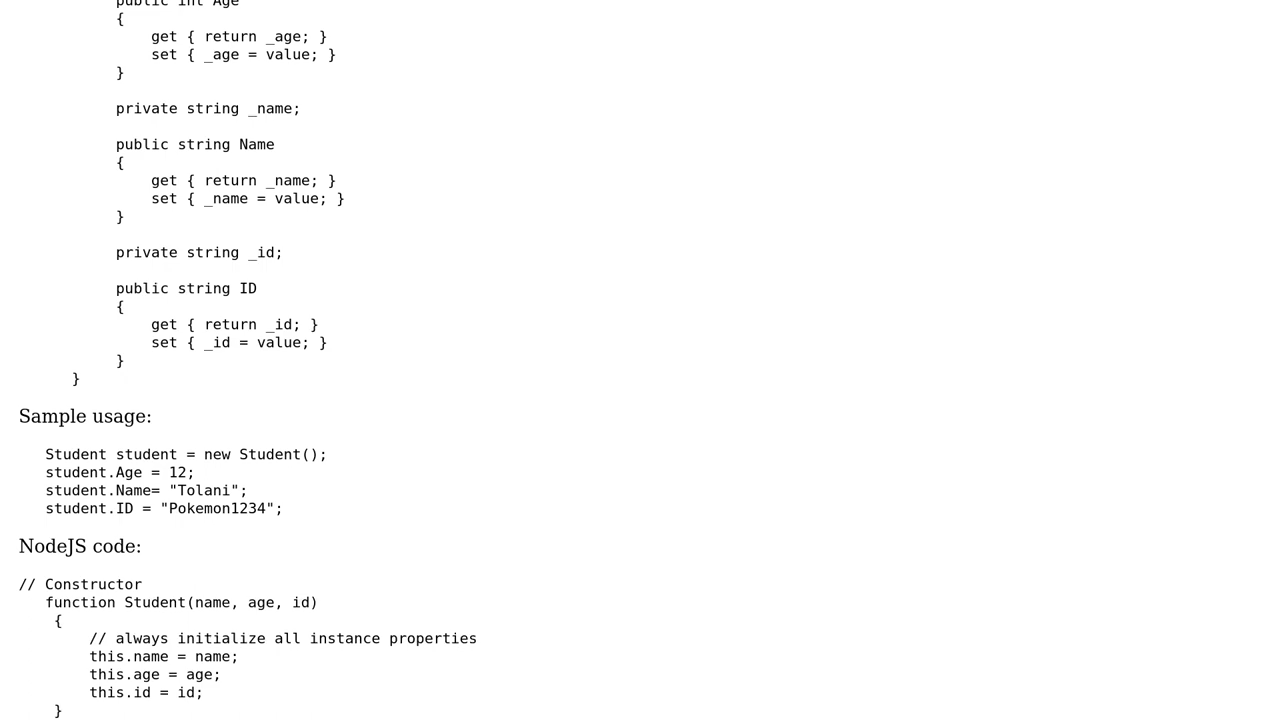 public int Age
{
    get { return _age; }
    set { _age = value; }
}
private string _name;
public string Name
{
    get { return _name; }
    set { _name = value; }
}
private string _id;
public string ID
{
    get { return _id; }
    set { _id = value; }
}
}
Sample usage:
Student student = new Student();
student.Age = 12;
student.Name= "Tolani";
student.ID = "Pokemon1234";
NodeJS code:
// Constructor
function Student(name, age, id)
{
    // always initialize all instance properties
    this.name = name;
    this.age = age;
    this.id = id;
}